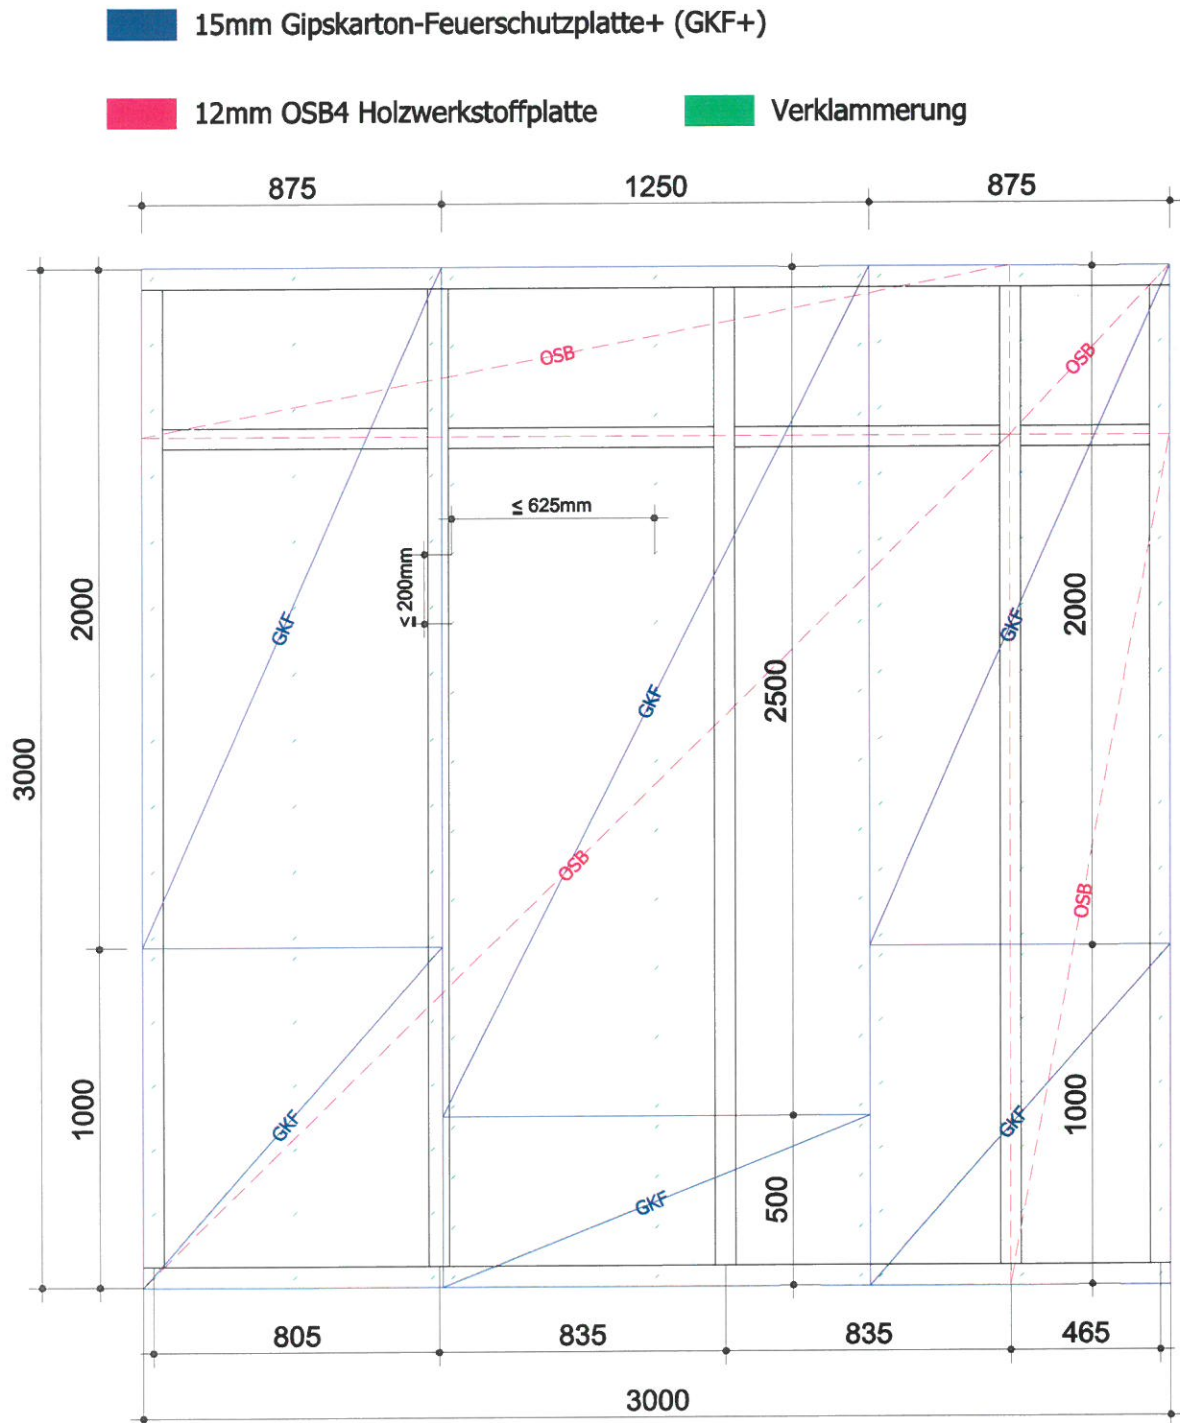 15mm Gipskarton-Feuerschutzplatte+ (GKF+)
12mm OSB4 Holzwerkstoffplatte
Verklammerung
875
1250
875
OSB
OSB
≤ 625mm
≤ 200mm
2000
GKF
GKF
2000
GKF
2500
3000
OSB
OSB
1000
GKF
1000
GKF
500
GKF
805
835
835
465
3000